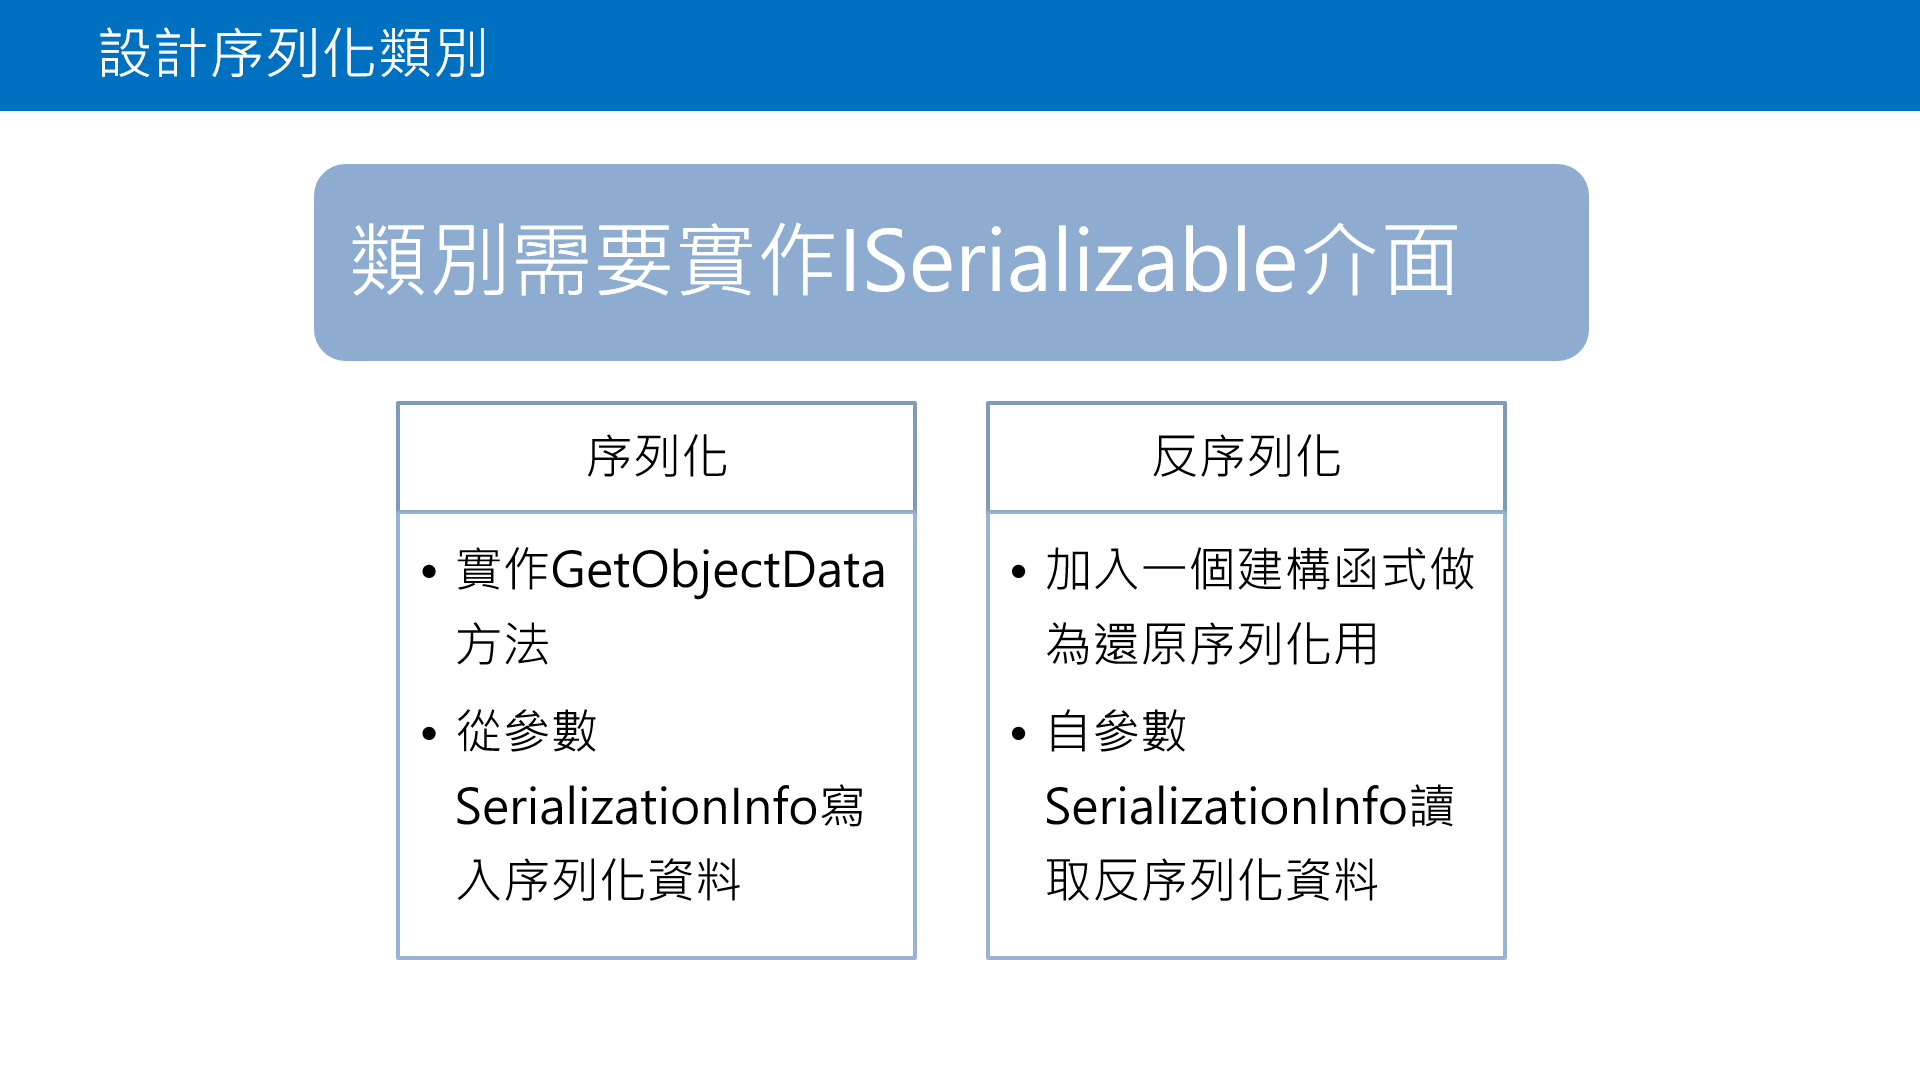 設計序列化類別
類別需要實作ISerializable介面
序列化
• 實作GetObjectData
方法
• 從參數
SerializationInfo寫
入序列化資料
反序列化
• 加入一個建構函式做
為還原序列化用
• 自參數
SerializationInfo讀
取反序列化資料